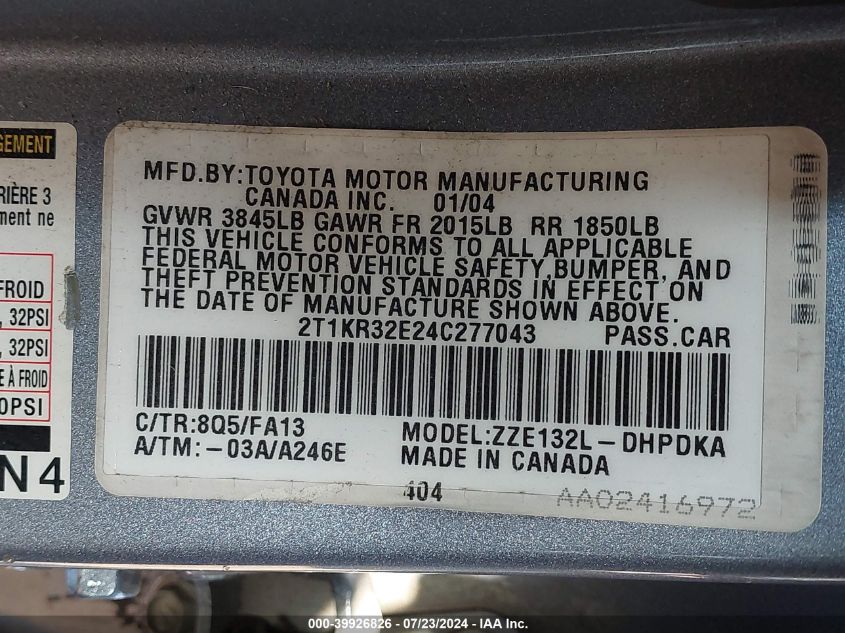 GEMENT
RIÈRE 3
ment ne
FROID
, 32PSI
, 32PSI
E À FROID
0PSI
N4
MFD.BY:TOYOTA MOTOR MANUFACTURING
CANADA INC. 01/04
GVWR 3845LB GAWR FR 2015LB RR 1850LB
THIS VEHICLE CONFORMS TO ALL APPLICABLE
FEDERAL MOTOR VEHICLE SAFETY,BUMPER, AND
THEFT PREVENTION STANDARDS IN EFFECT ON
THE DATE OF MANUFACTURE SHOWN ABOVE.
2T1KR32E24C277043 PASS.CAR
C/TR:8Q5/FA13 MODEL:ZZE132L-DHPDKA
A/TM:-03A/A246E MADE IN CANADA
404 AA02416972
000-39926826 - 07/23/2024 - IAA Inc.